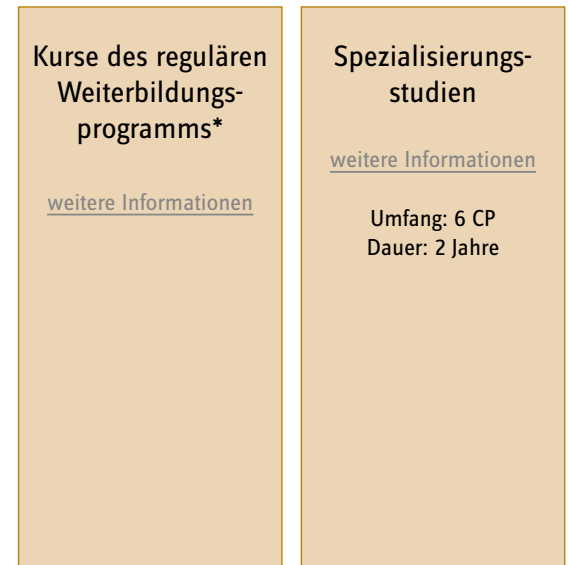 Kurse des regulären
Weiterbildungs-
programms*
weitere Informationen
Spezialisierungs-
studien
weitere Informationen
Umfang: 6 CP
Dauer: 2 Jahre